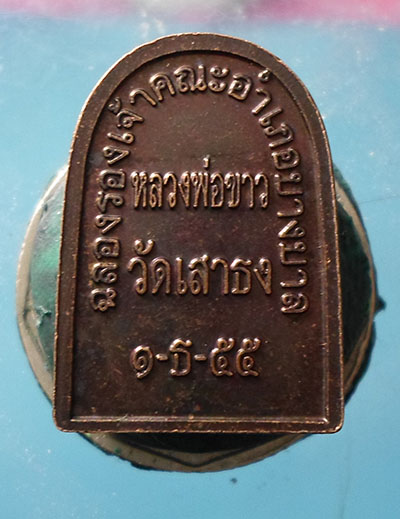 ฉลองรองเจ้าคณะอำเภอบางบาล
หลวงพ่อขาว
วัดเสาธง
๑-ธ-๕๕